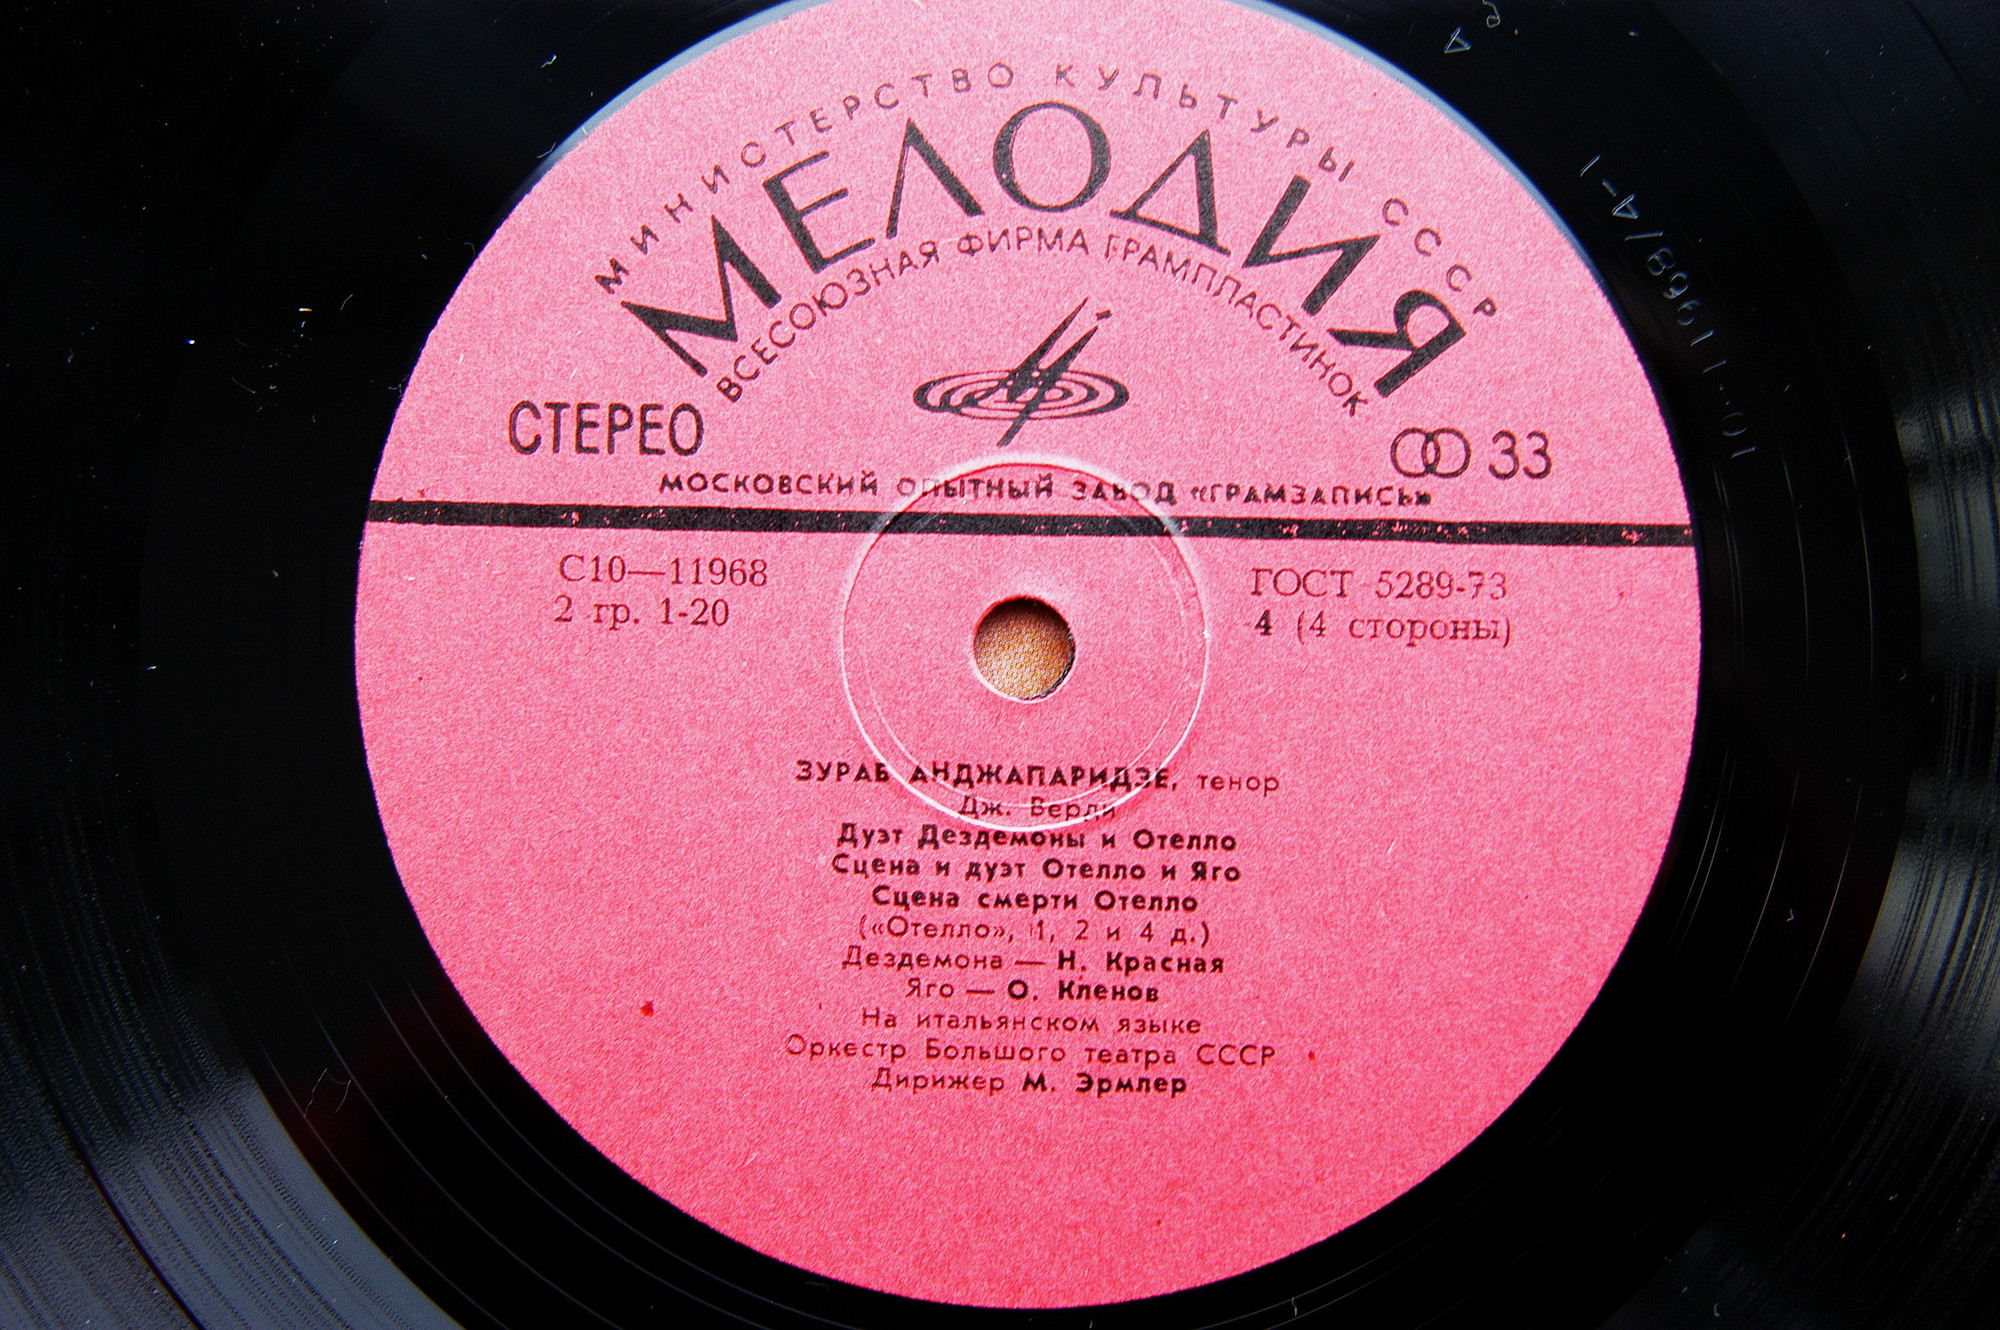 МИНИСТЕРСТВО КУЛЬТУРЫ СССР
МЕЛОДИЯ
ВСЕСОЮЗНАЯ ФИРМА ГРАМПЛАСТИНОК
СТЕРЕО
33
МОСКОВСКИЙ ОПЫТНЫЙ ЗАВОД «ГРАМЗАПИСЬ»
С10—11968
2 гр. 1-20
ГОСТ 5289-73
4 (4 стороны)
ЗУРАБ АНДЖАПАРИДЗЕ, тенор
Дж. Верди
Дуэт Дездемоны и Отелло
Сцена и дуэт Отелло и Яго
Сцена смерти Отелло
(«Отелло», 1, 2 и 4 д.)
Дездемона — Н. Красная
Яго — О. Кленов
На итальянском языке
Оркестр Большого театра СССР
Дирижер М. Эрмлер